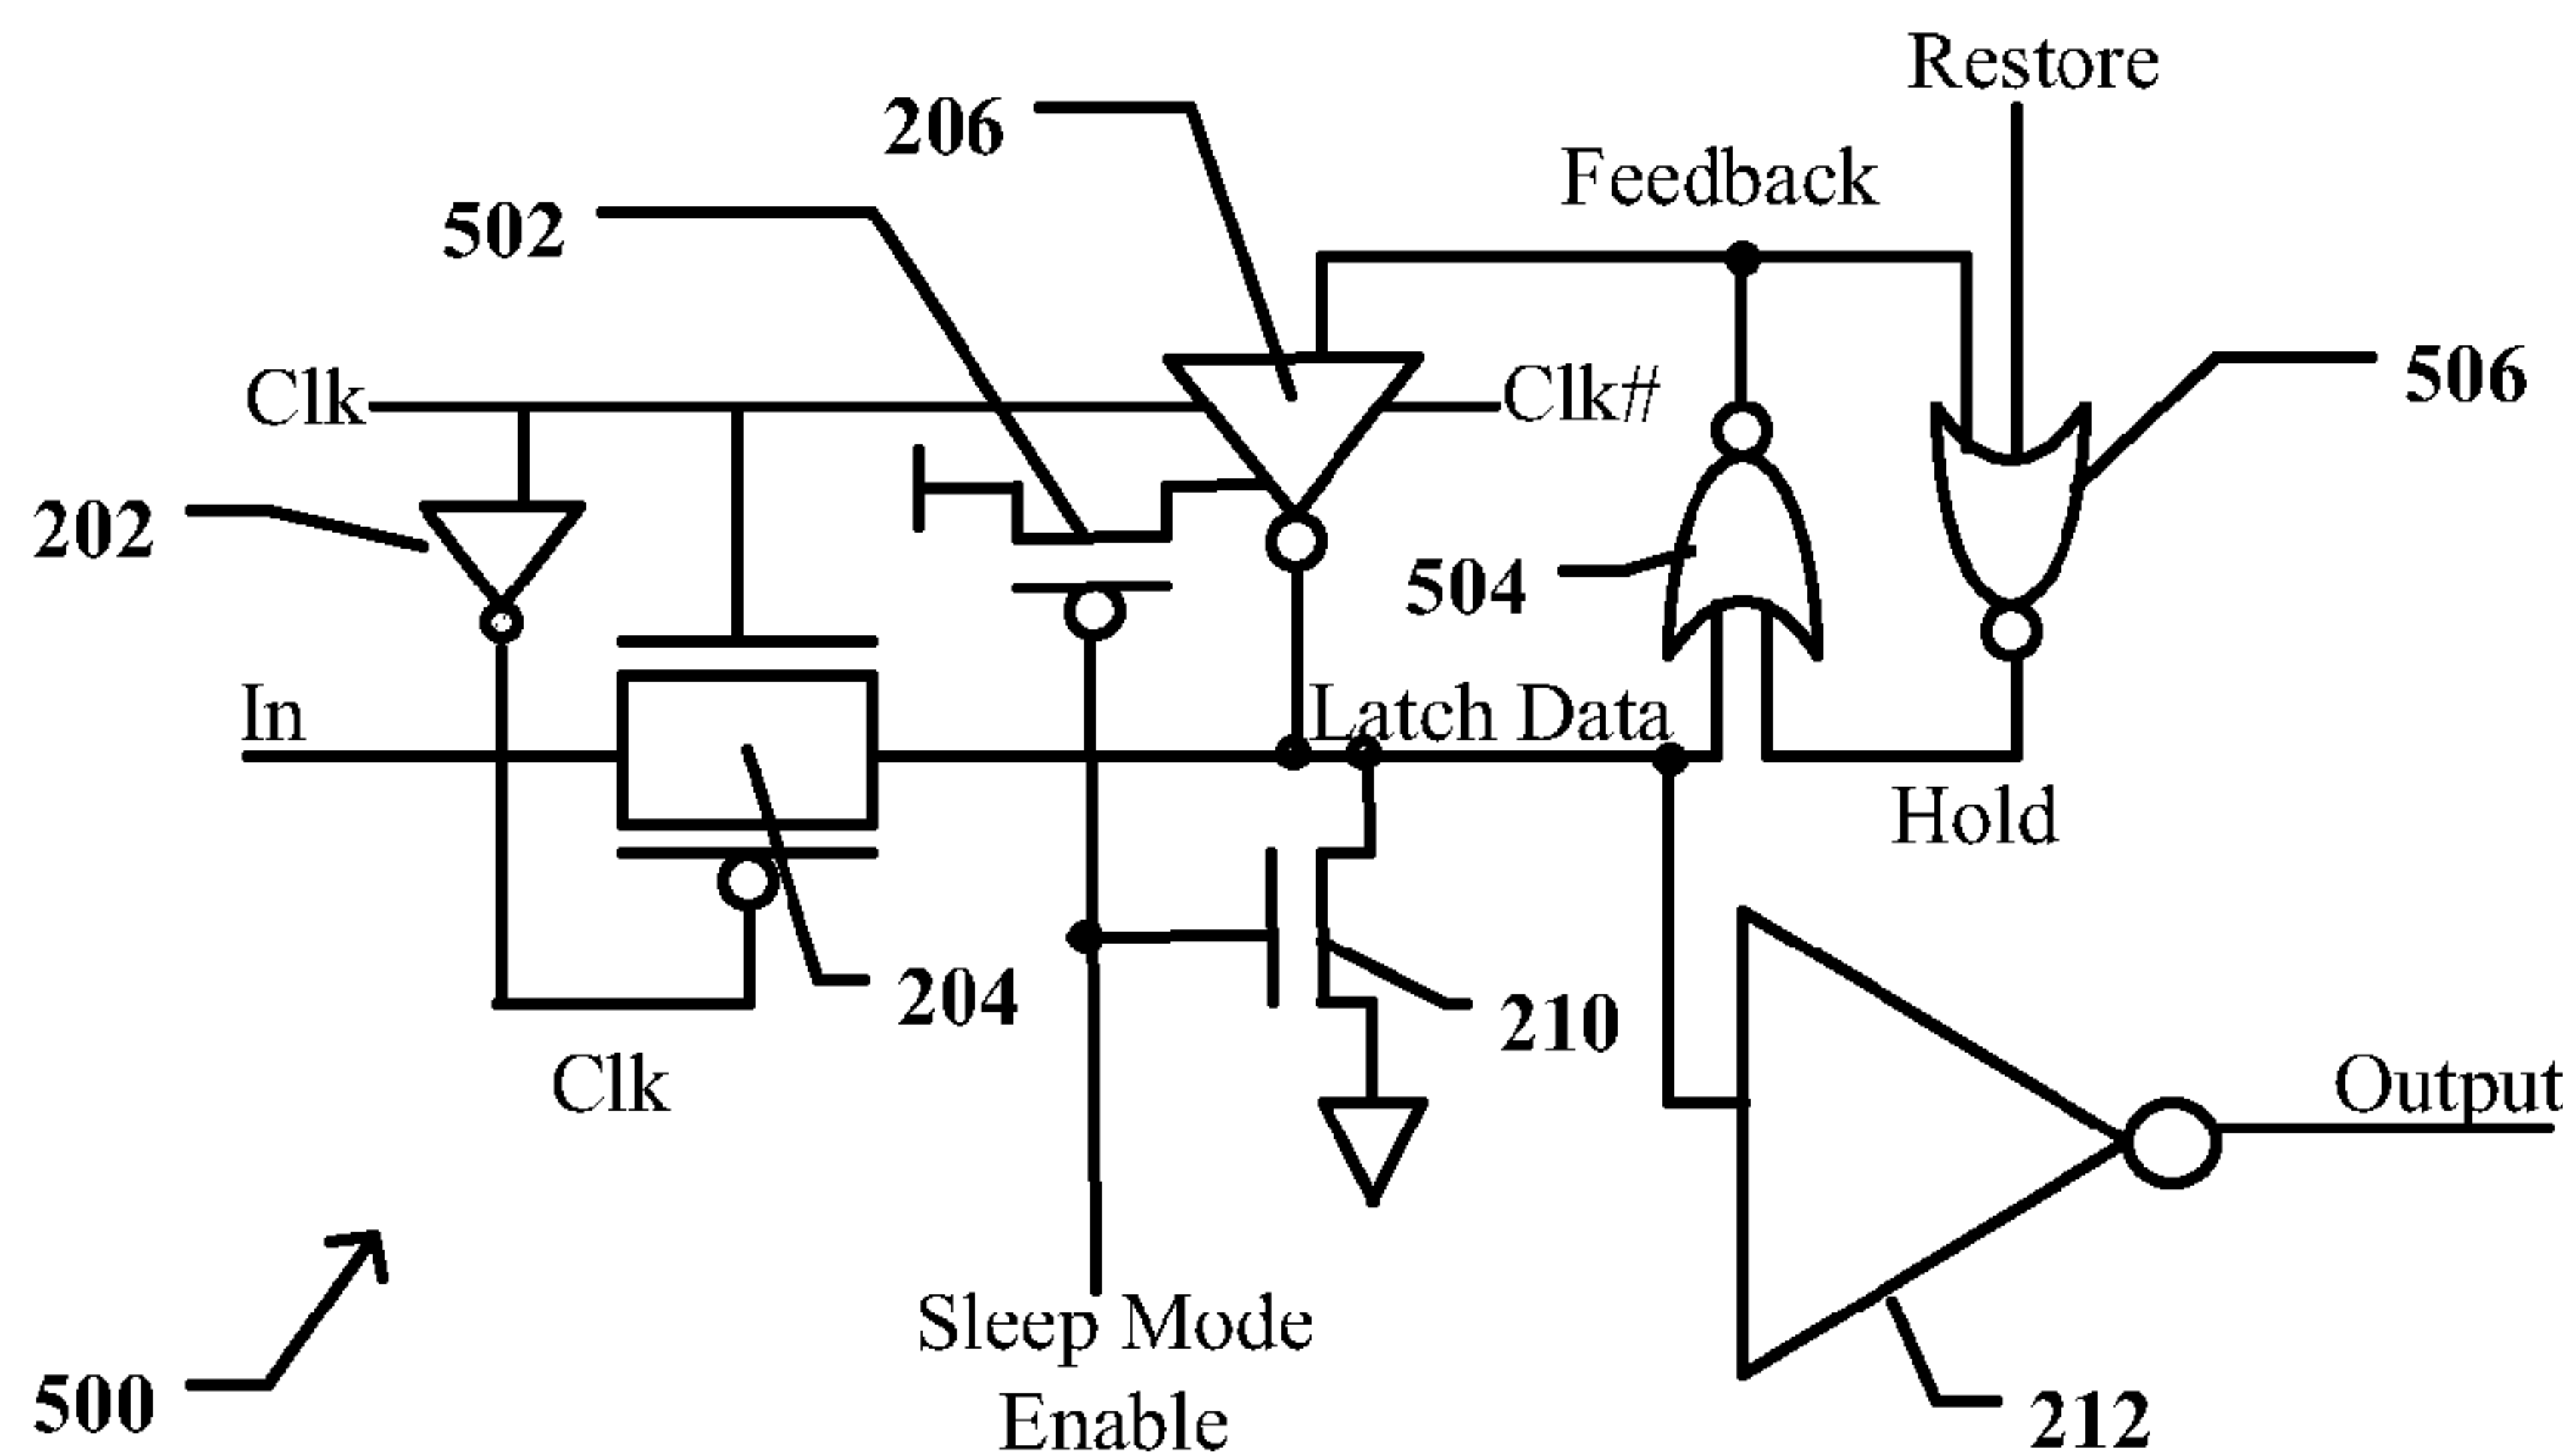 Restore
206
Feedback
502
506
Clk
Clk#
202
504
In
Latch Data
Hold
204
210
Clk
Output
Sleep Mode
Enable
500
212